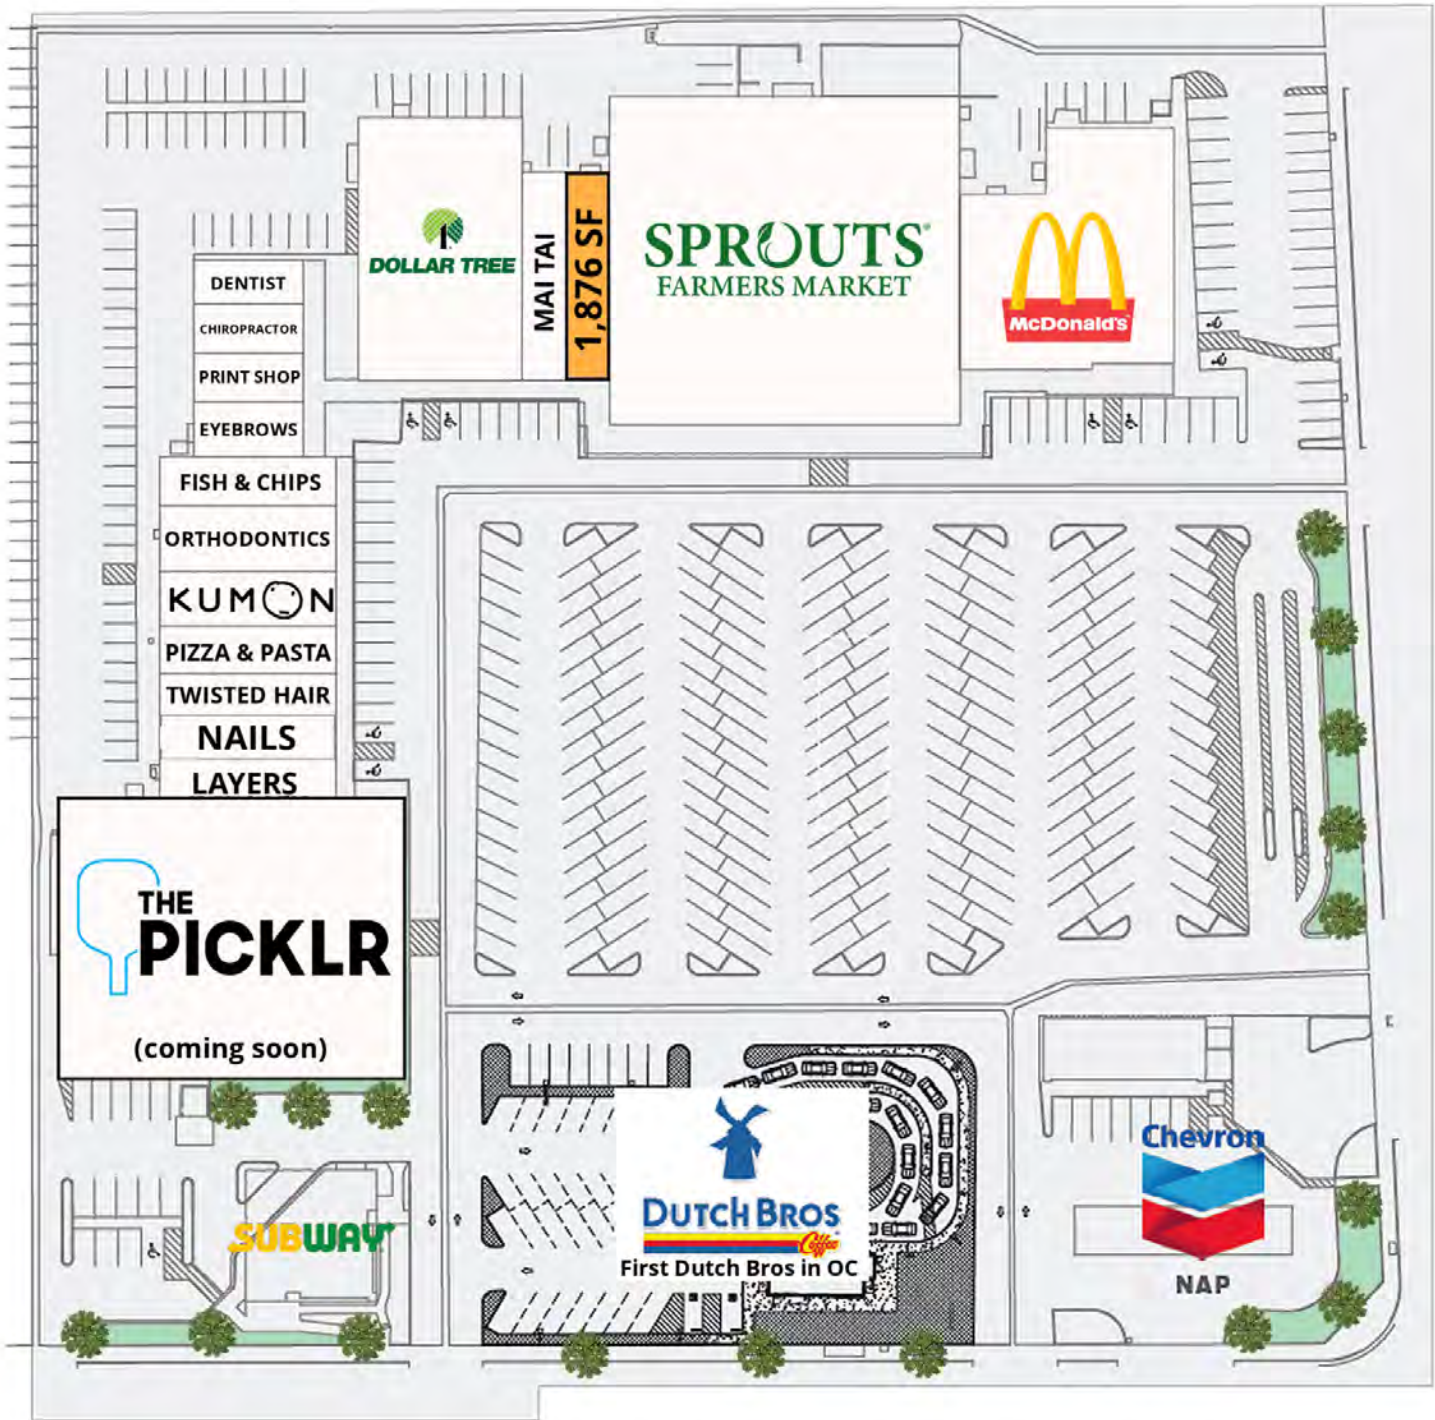 DOLLAR TREE
MAI TAI
1,876 SF
SPROUTS
FARMERS MARKET
McDonald's
DENTIST
CHIROPRACTOR
PRINT SHOP
EYEBROWS
FISH & CHIPS
ORTHODONTICS
KUMON
PIZZA & PASTA
TWISTED HAIR
NAILS
LAYERS
THE
PICKLR
(coming soon)
SUBWAY
DUTCH BROS
Coffee
First Dutch Bros in OC
Chevron
NAP